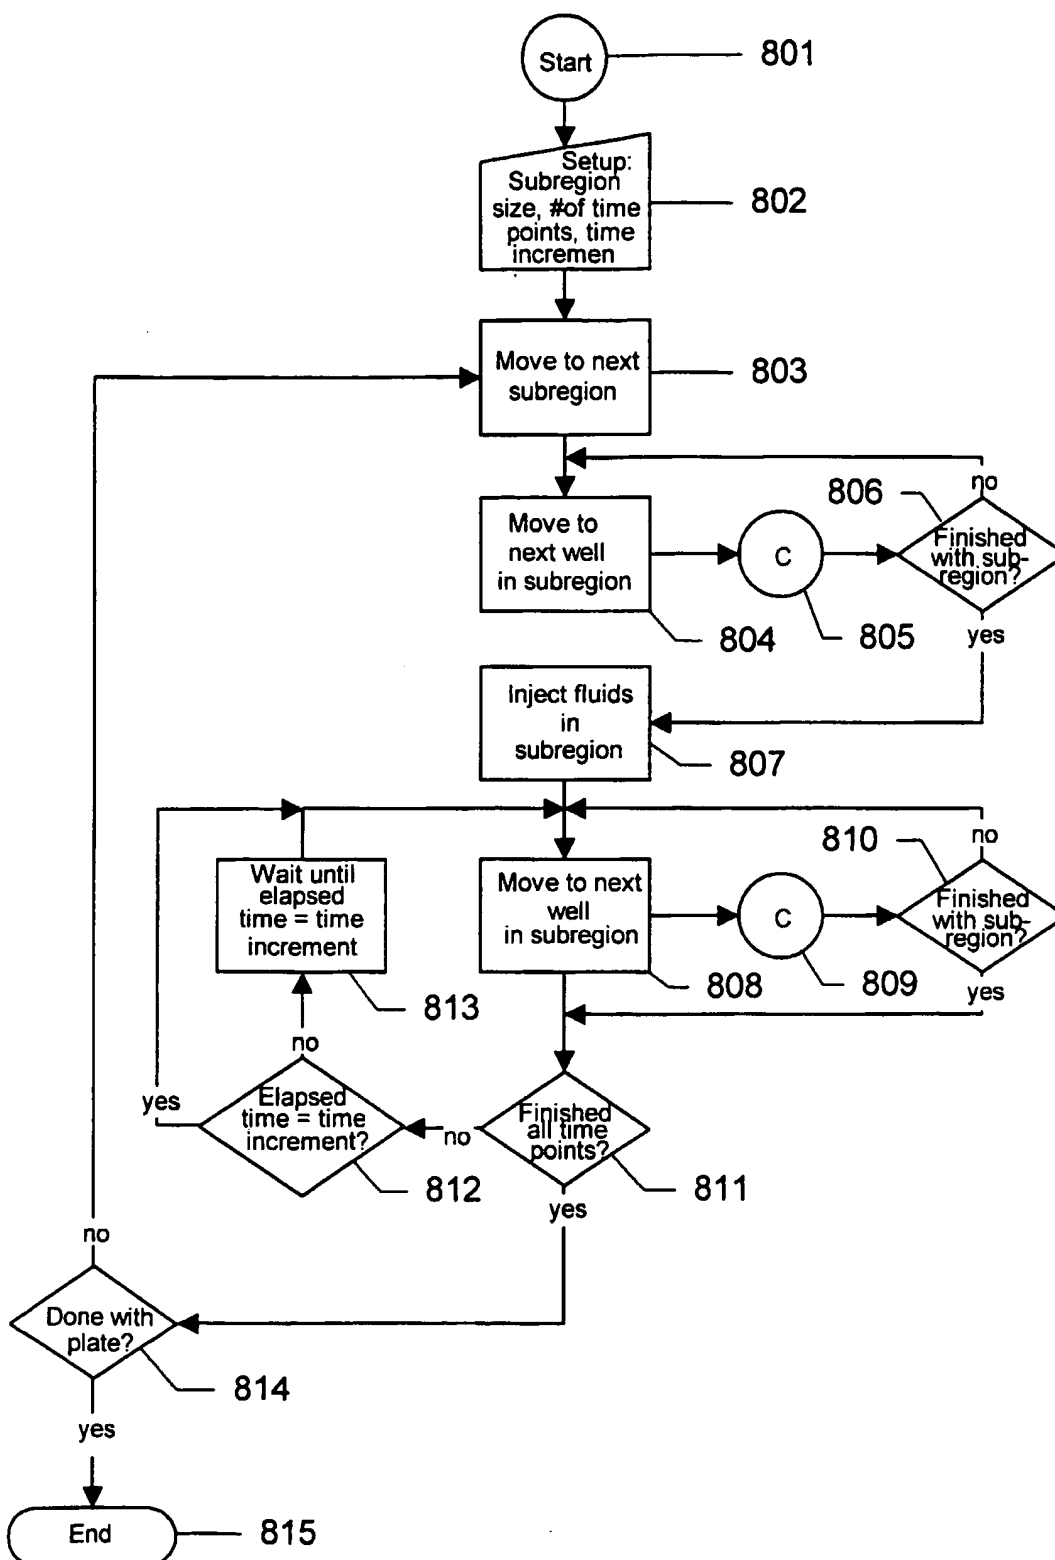 Start
801
Setup:
Subregion
size, #of time
points, time
incremen
802
Move to next
subregion
803
no
806
Move to
next well
in subregion
C
Finished
with sub-
region?
804
805
yes
Inject fluids
in
subregion
807
no
810
Wait until
elapsed
time = time
increment
Move to next
well
in subregion
C
Finished
with sub-
region?
813
808
809
yes
no
yes
Elapsed
time = time
increment?
no
Finished
all time
points?
812
811
yes
no
Done with
plate?
814
yes
End
815